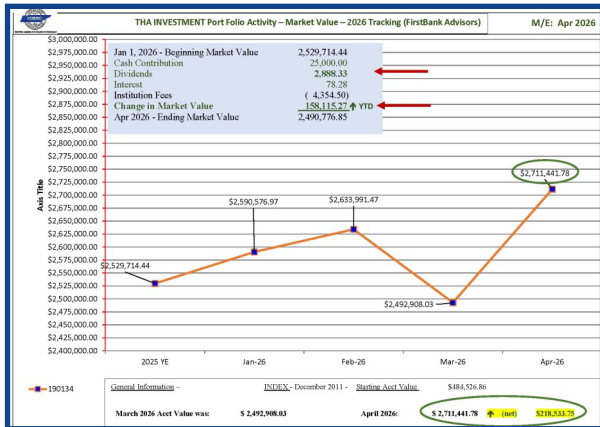 THA INVESTMENT Port Folio Activity – Market Value – 2026 Tracking (FirstBank Advisors)
M/E: Apr 2026
$3,000,000.00
$2,975,000.00
$2,950,000.00
$2,925,000.00
$2,900,000.00
$2,875,000.00
$2,850,000.00
$2,825,000.00
$2,800,000.00
$2,775,000.00
$2,750,000.00
$2,725,000.00
$2,700,000.00
$2,675,000.00
$2,650,000.00
$2,625,000.00
$2,600,000.00
$2,575,000.00
$2,550,000.00
$2,525,000.00
$2,500,000.00
$2,475,000.00
$2,450,000.00
$2,425,000.00
$2,400,000.00
Axis Title
Jan 1, 2026 - Beginning Market Value 2,529,714.44
Cash Contribution 25,000.00
Dividends 2,888.33
Interest 78.28
Institution Fees ( 4,354.50)
Change in Market Value 158,115.27 YTD
Apr 2026 - Ending Market Value 2,490,776.85
$2,529,714.44
$2,590,576.97
$2,633,991.47
$2,492,908.03
$2,711,441.78
2025 YE Jan-26 Feb-26 Mar-26 Apr-26
190134
General Information – INDEX - December 2011 - Starting Acct Value $484,526.86
March 2026 Acct Value was: $ 2,492,908.03 April 2026: $ 2,711,441.78 (net) $218,533.75